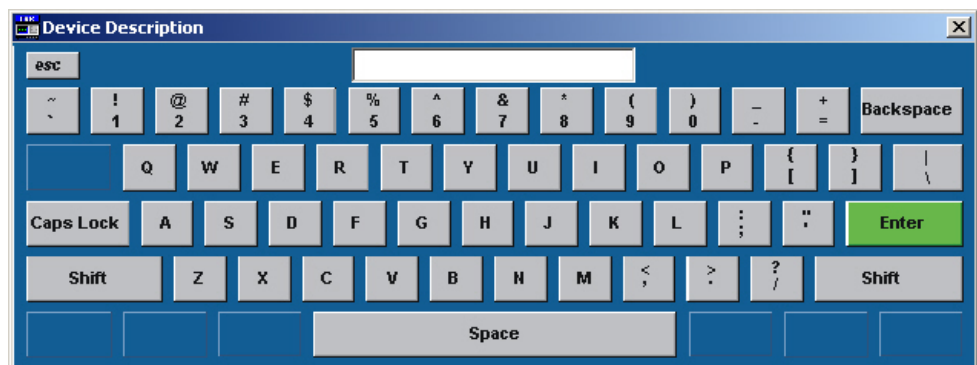 Device Description
esc
~ ! @ # $ % ^ & * ( ) _ +
` 1 2 3 4 5 6 7 8 9 0 - = Backspace
Q W E R T Y U I O P { [ } ] | \
Caps Lock A S D F G H J K L : ; " ' Enter
Shift Z X C V B N M < , > . ? / Shift
Space